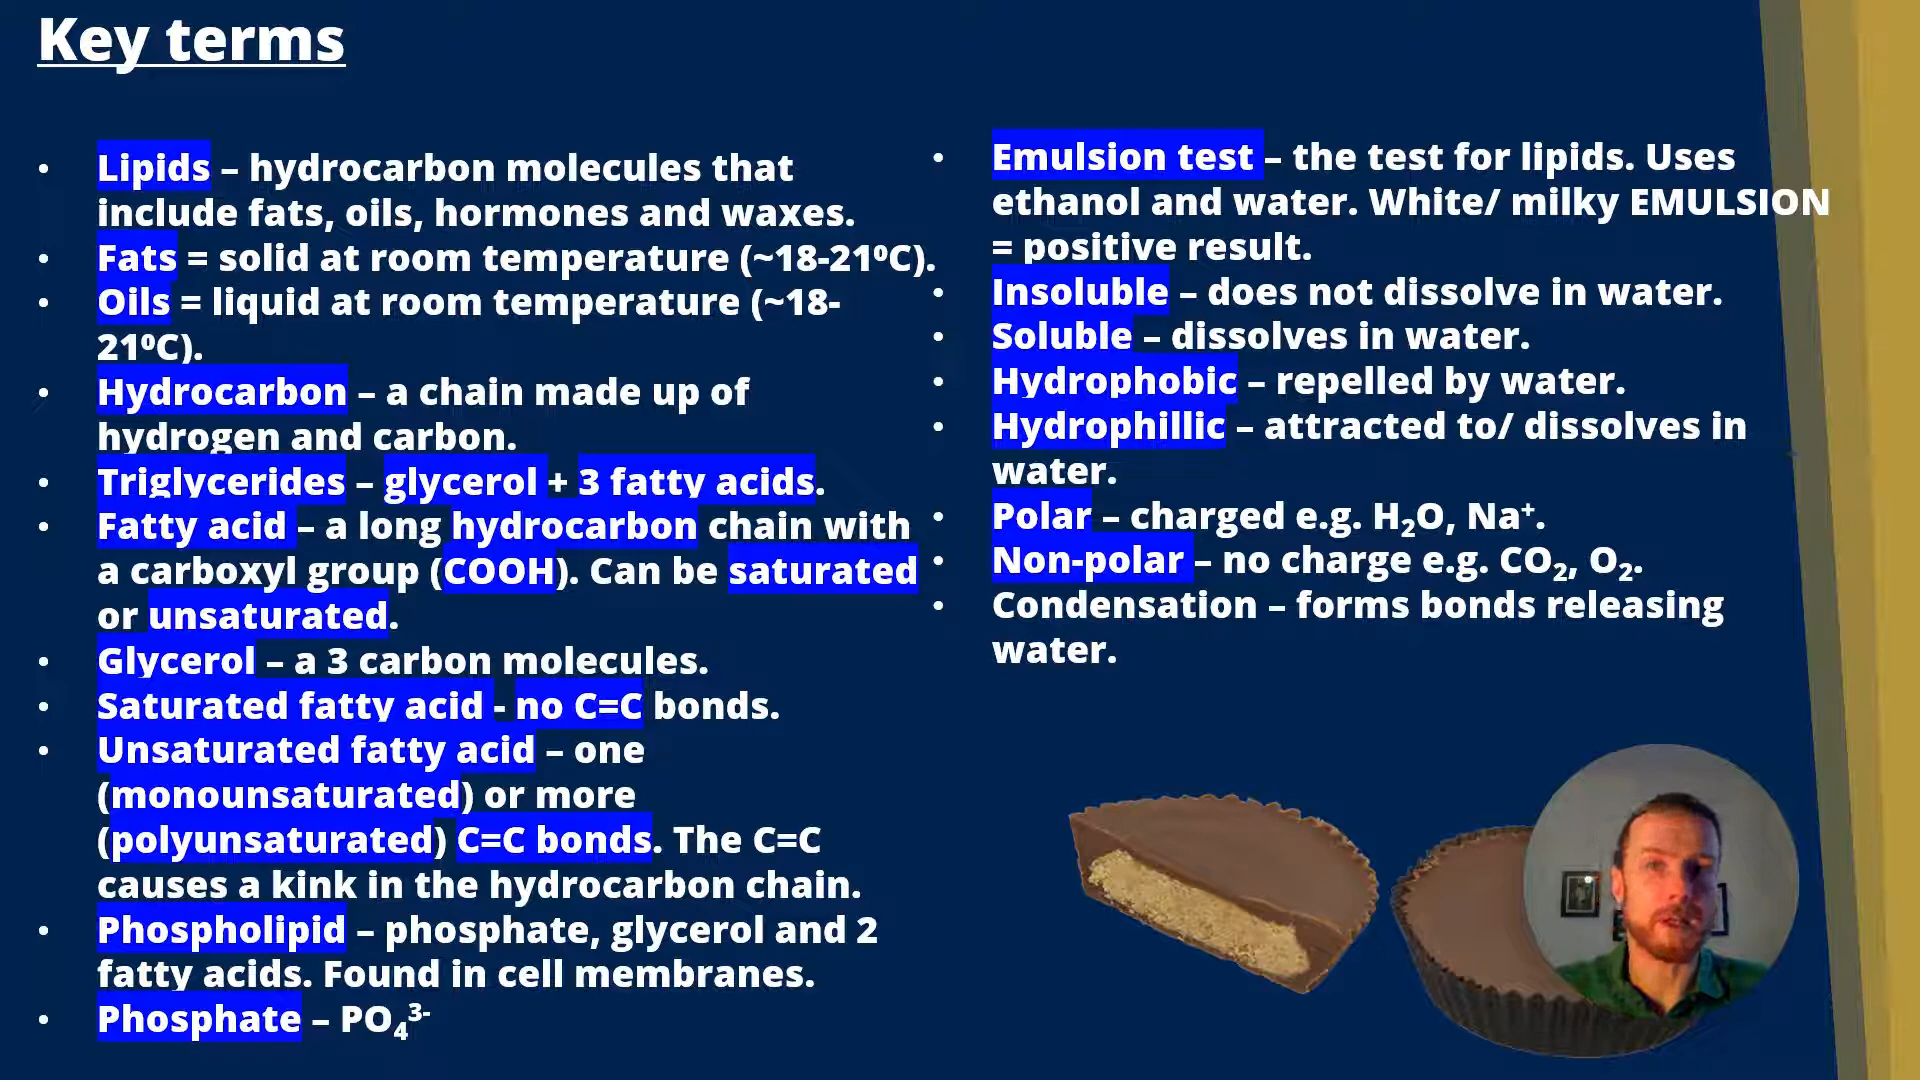 Key terms
• Lipids – hydrocarbon molecules that
include fats, oils, hormones and waxes.
• Fats = solid at room temperature (~18-21⁰C).
• Oils = liquid at room temperature (~18-
21⁰C).
• Hydrocarbon – a chain made up of
hydrogen and carbon.
• Triglycerides – glycerol + 3 fatty acids.
• Fatty acid – a long hydrocarbon chain with
a carboxyl group (COOH). Can be saturated
or unsaturated.
• Glycerol – a 3 carbon molecules.
• Saturated fatty acid - no C=C bonds.
• Unsaturated fatty acid – one
(monounsaturated) or more
(polyunsaturated) C=C bonds. The C=C
causes a kink in the hydrocarbon chain.
• Phospholipid – phosphate, glycerol and 2
fatty acids. Found in cell membranes.
• Phosphate – PO₄³⁻
• Emulsion test – the test for lipids. Uses
ethanol and water. White/ milky EMULSION
= positive result.
• Insoluble – does not dissolve in water.
• Soluble – dissolves in water.
• Hydrophobic – repelled by water.
• Hydrophillic – attracted to/ dissolves in
water.
• Polar – charged e.g. H₂O, Na⁺.
• Non-polar – no charge e.g. CO₂, O₂.
• Condensation – forms bonds releasing
water.